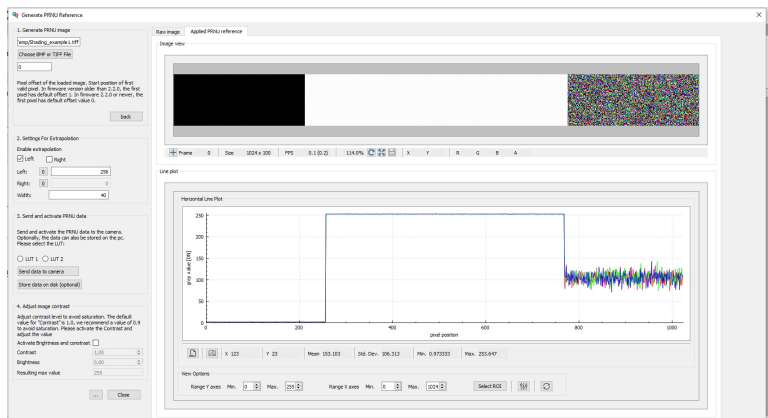 Generate PRNU Reference
1. Generate PRNU image
'emp/Shading_example1.tiff
Choose BMP or TIFF File
0
Pixel offset of the loaded image. Start position of first
valid pixel. In firmware version older than 2.2.0, the first
pixel has default offset 1. In firmware 2.2.0 or newer, the
first pixel has default offset value 0.
back
2. Settings For Extrapolation
Enable extrapolation
Left Right
Left: 0 256
Right: 0 0
Width: 40
3. Send and activate PRNU data
Send and activate the PRNU data to the camera.
Optionally, the data can also be stored on the pc.
Please select the LUT:
LUT 1 LUT 2
Send data to camera
Store data on disk (optional)
4. Adjust image contrast
Adjust contrast level to avoid saturation. The default
value for "Contrast" is 1.0, we recommend a value of 0.9
to avoid saturation. Please activate the Contrast and
adjust the value
Activate Brightness and constrast
Contrast 1,00
Brightness 0,00
Resulting max value 255
... Close
Raw image Applied PRNU reference
Image view
Frame 0 Size 1024 x 100 FPS 0.1 (0.2) 114.0% X Y R G B A
Line plot
Horizontal Line Plot
grey value [DN]
250
200
150
100
50
0
0 200 400 600 800 1000
pixel position
X 123 Y 23 Mean 153.103 Std. Dev. 106.313 Min. 0.973333 Max. 253.647
View Options
Range Y axes Min. 0 Max. 255 Range X axes Min. 0 Max. 1024 Select ROI